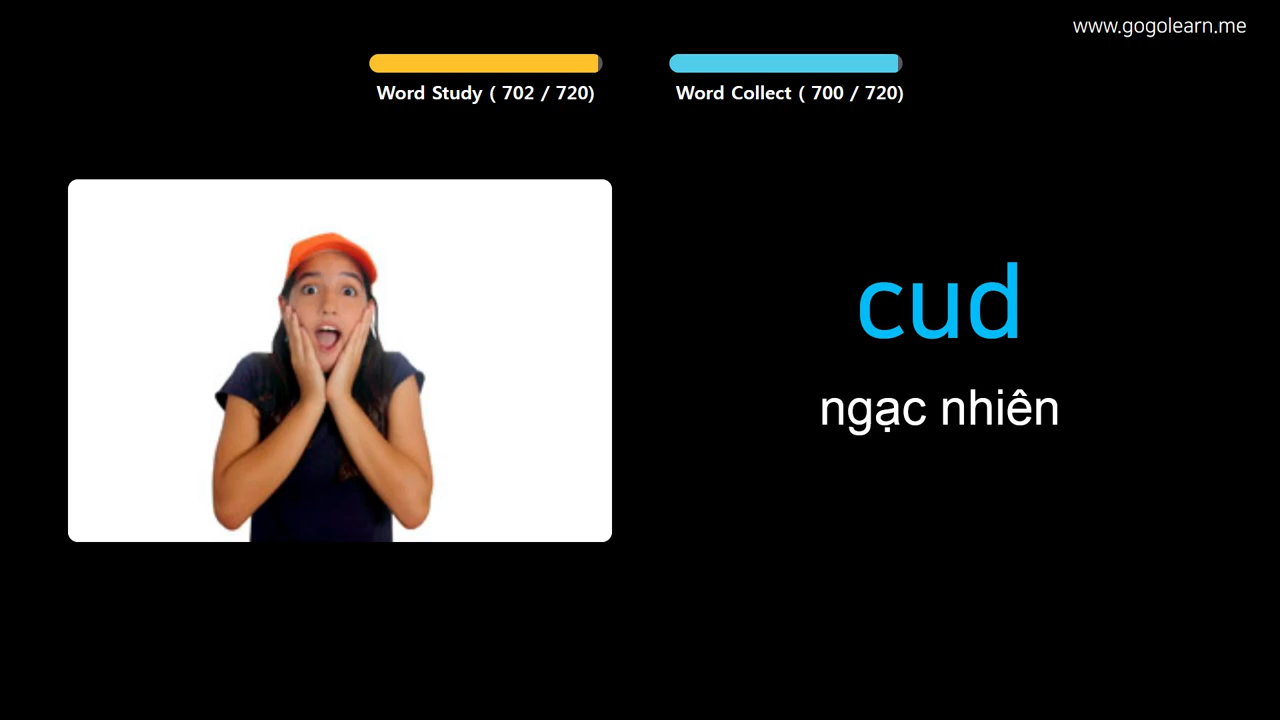 www.gogolearn.me
Word Study ( 702 / 720)
Word Collect ( 700 / 720)
cud
ngạc nhiên